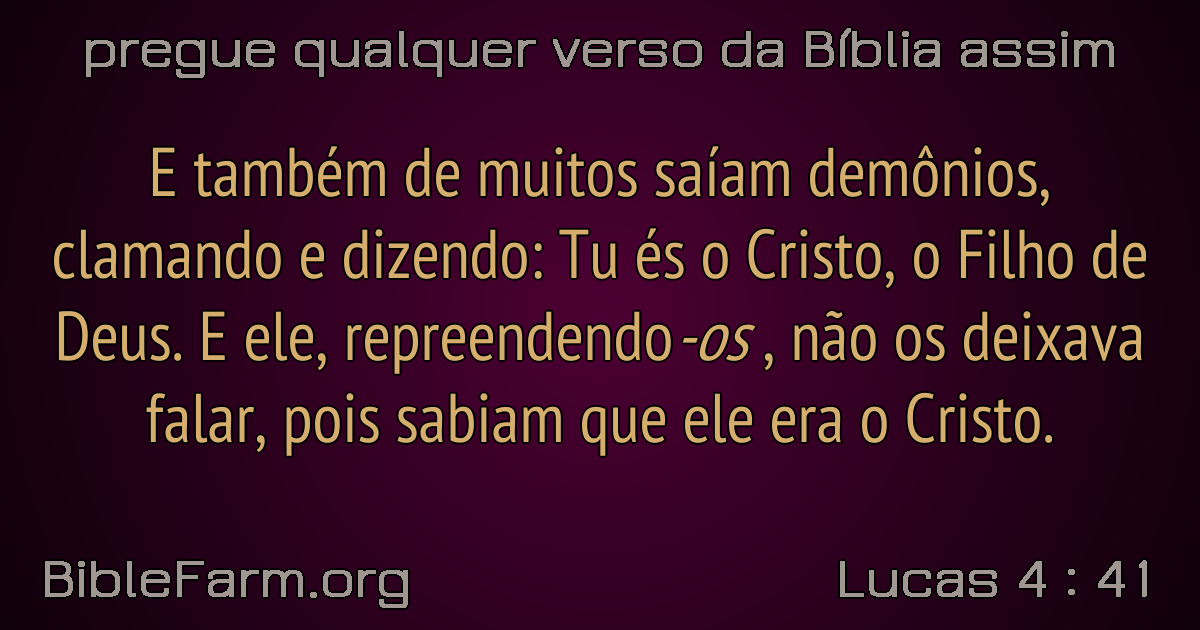 pregue qualquer verso da Bíblia assim
E também de muitos saíam demônios,
clamando e dizendo: Tu és o Cristo, o Filho de
Deus. E ele, repreendendo-os , não os deixava
falar, pois sabiam que ele era o Cristo.
BibleFarm.org
Lucas 4 : 41